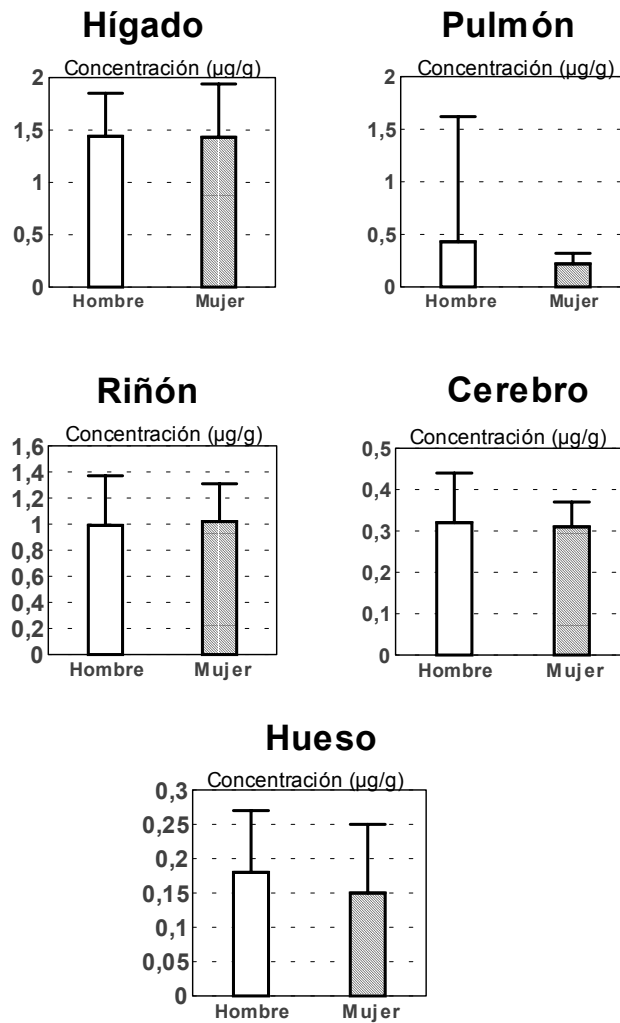 Hígado
Concentración (µg/g)
2
1,5
1
0,5
0
Hombre Mujer
Pulmón
Concentración (µg/g)
2
1,5
1
0,5
0
Hombre Mujer
Riñón
Concentración (µg/g)
1,6
1,4
1,2
1
0,8
0,6
0,4
0,2
0
Hombre Mujer
Cerebro
Concentración (µg/g)
0,5
0,4
0,3
0,2
0,1
0
Hombre Mujer
Hueso
Concentración (µg/g)
0,3
0,25
0,2
0,15
0,1
0,05
0
Hombre Mujer